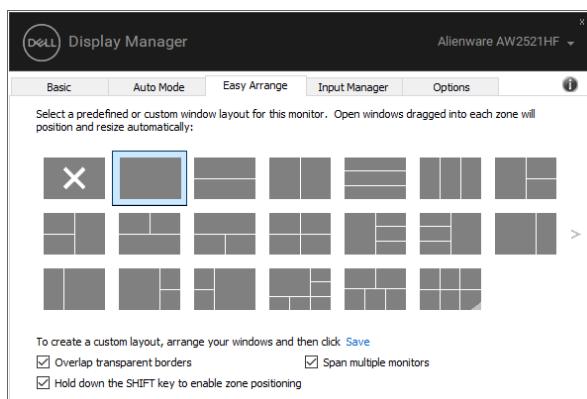 DELL Display Manager
Alienware AW2521HF
Basic Auto Mode Easy Arrange Input Manager Options
Select a predefined or custom window layout for this monitor. Open windows dragged into each zone will
position and resize automatically:
To create a custom layout, arrange your windows and then click Save
Overlap transparent borders Span multiple monitors
Hold down the SHIFT key to enable zone positioning